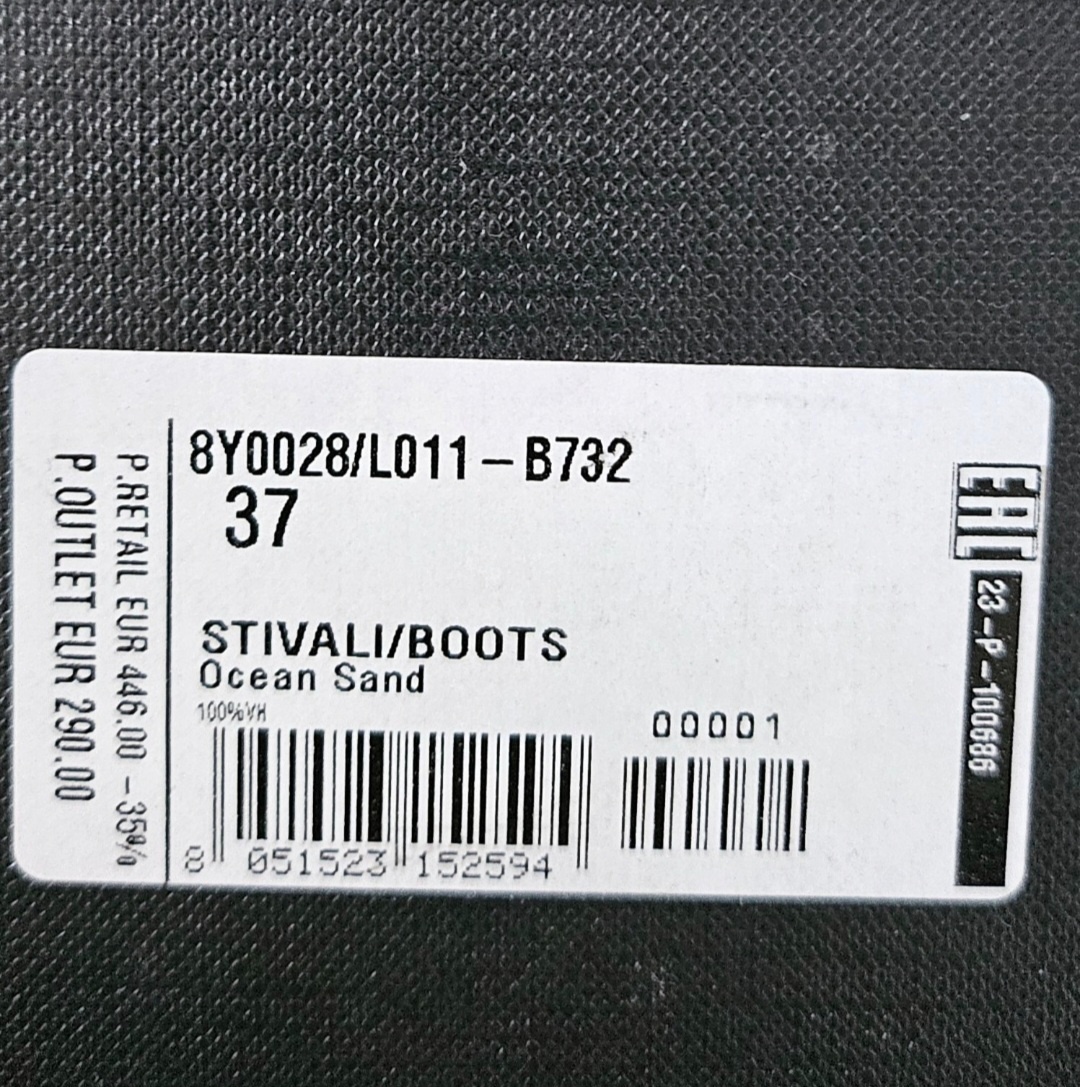 8Y0028/L011-B732
37
STIVALI/BOOTS
Ocean Sand
100%VH
00001
8 051523 152594
P.RETAIL EUR 446.00 -35%
P.OUTLET EUR 290.00
EAC
23-P-100686